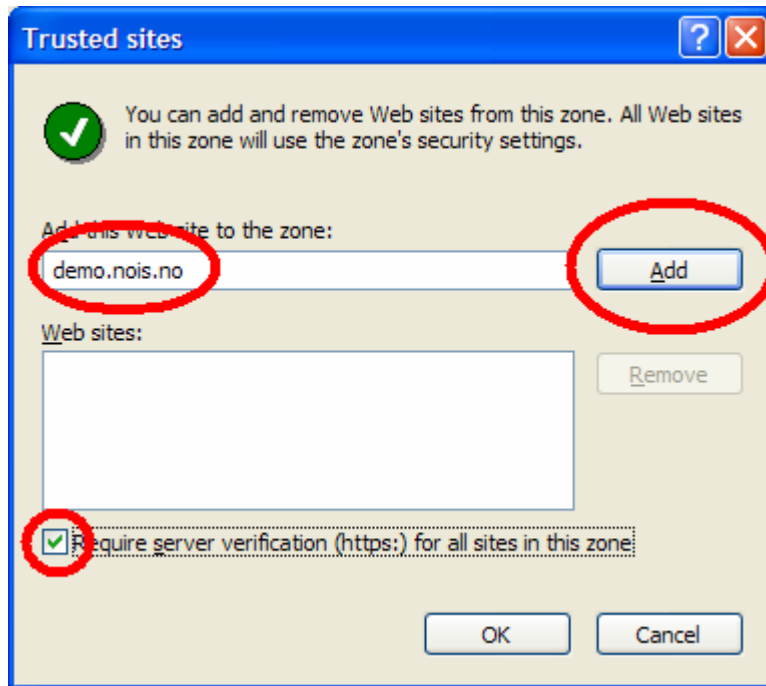 Trusted sites
You can add and remove Web sites from this zone. All Web sites
in this zone will use the zone's security settings.
Add this Web site to the zone:
demo.nois.no
Add
Web sites:
Remove
Require server verification (https:) for all sites in this zone
OK
Cancel